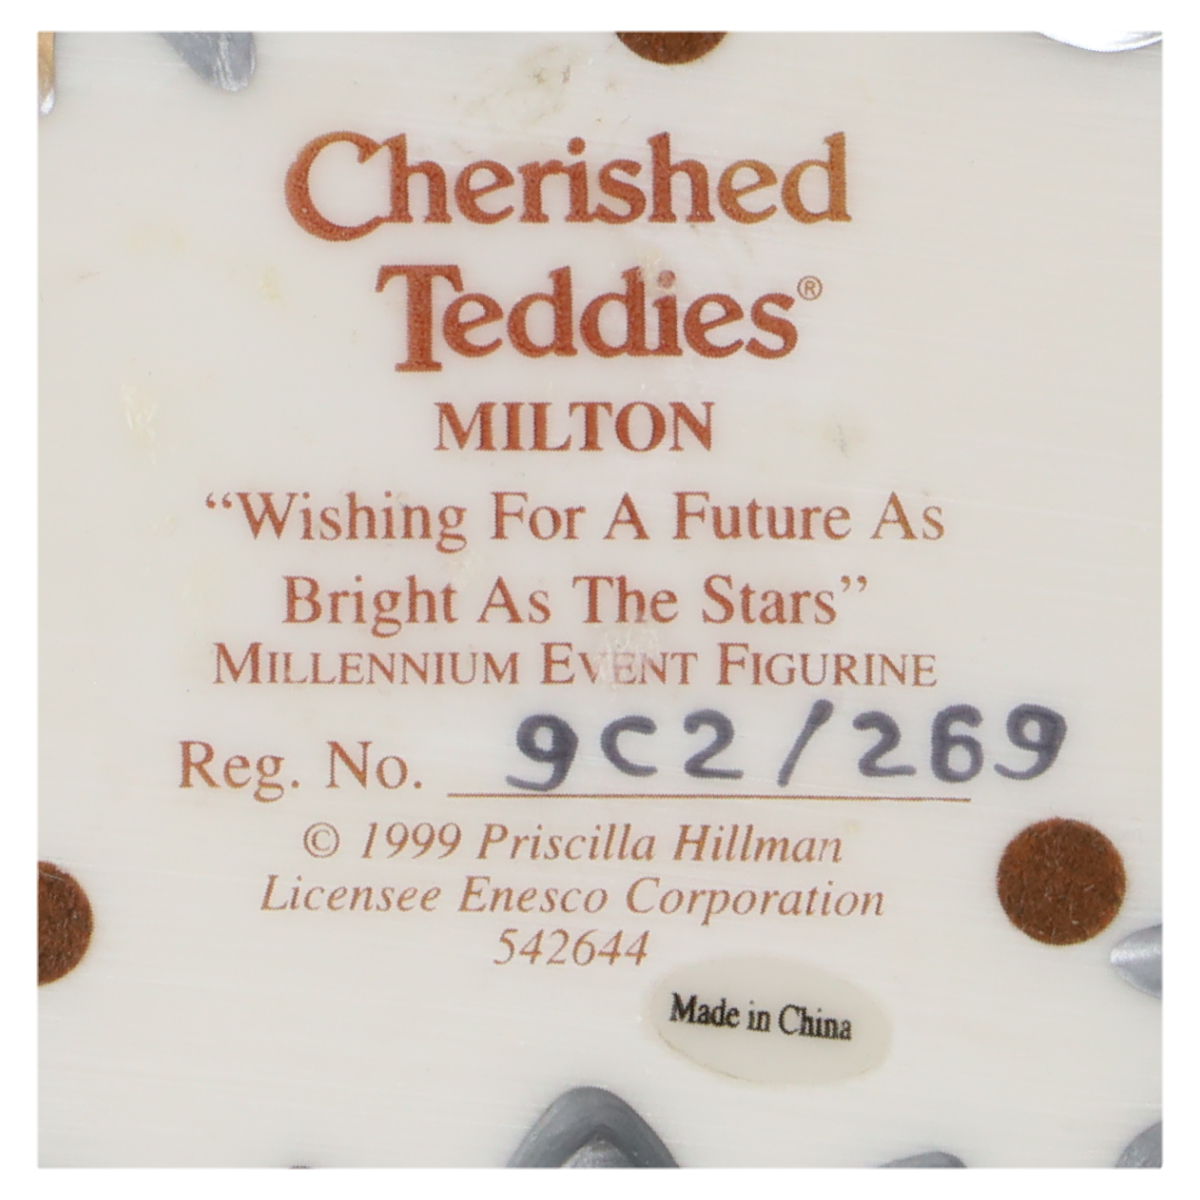 Cherished
Teddies®
MILTON
“Wishing For A Future As
Bright As The Stars”
MILLENNIUM EVENT FIGURINE
Reg. No. 9C2/269
© 1999 Priscilla Hillman
Licensee Enesco Corporation
542644
Made in China